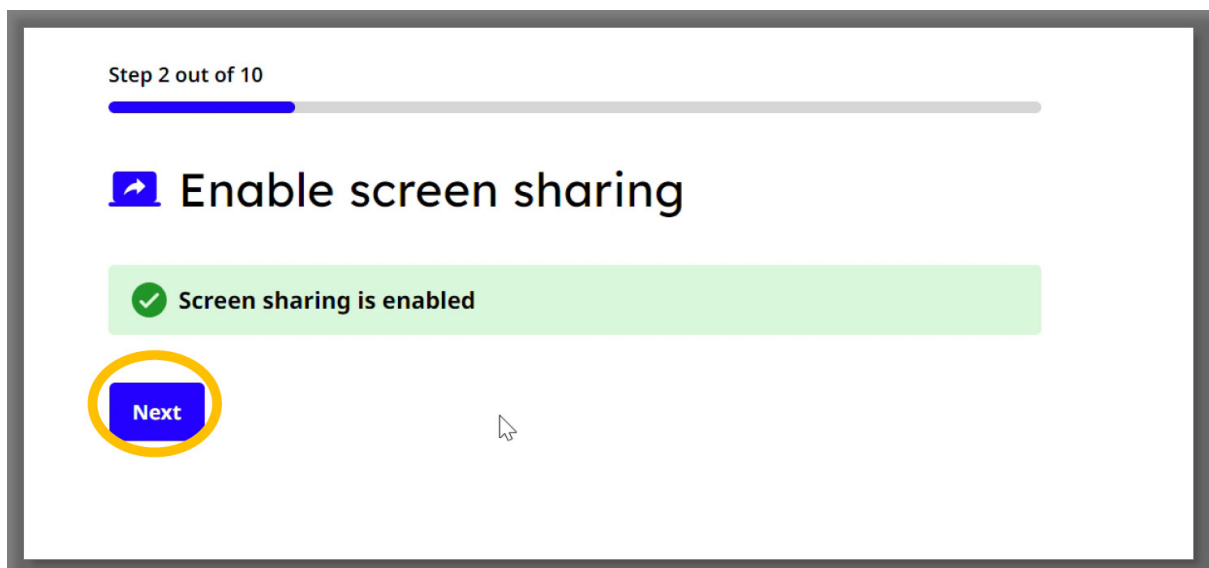 Step 2 out of 10
Enable screen sharing
Screen sharing is enabled
Next